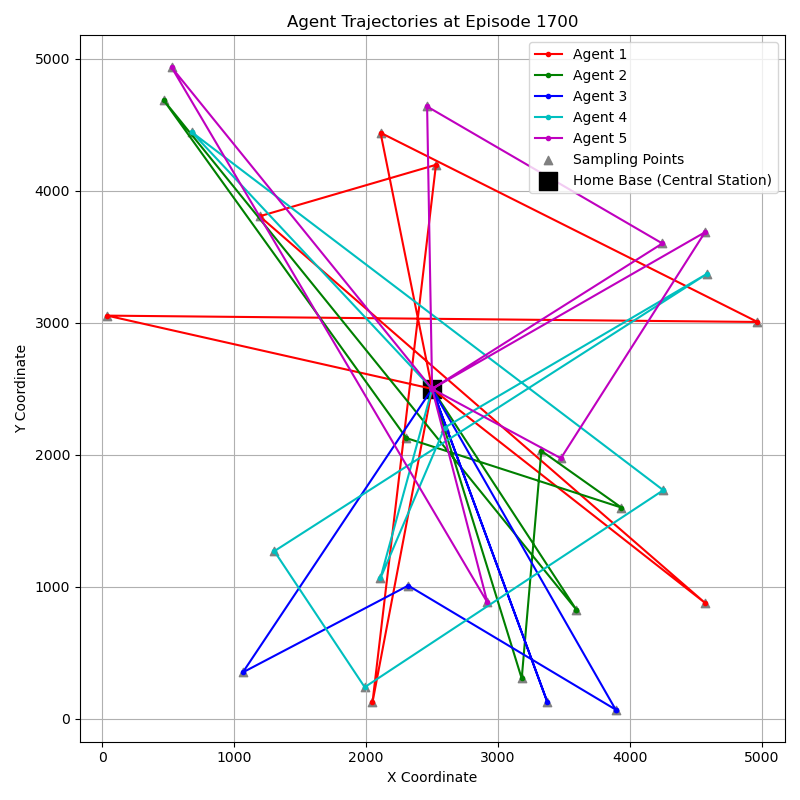 Agent Trajectories at Episode 1700
Agent 1
Agent 2
Agent 3
Agent 4
Agent 5
Sampling Points
Home Base (Central Station)
Y Coordinate
5000
4000
3000
2000
1000
0
0 1000 2000 3000 4000 5000
X Coordinate